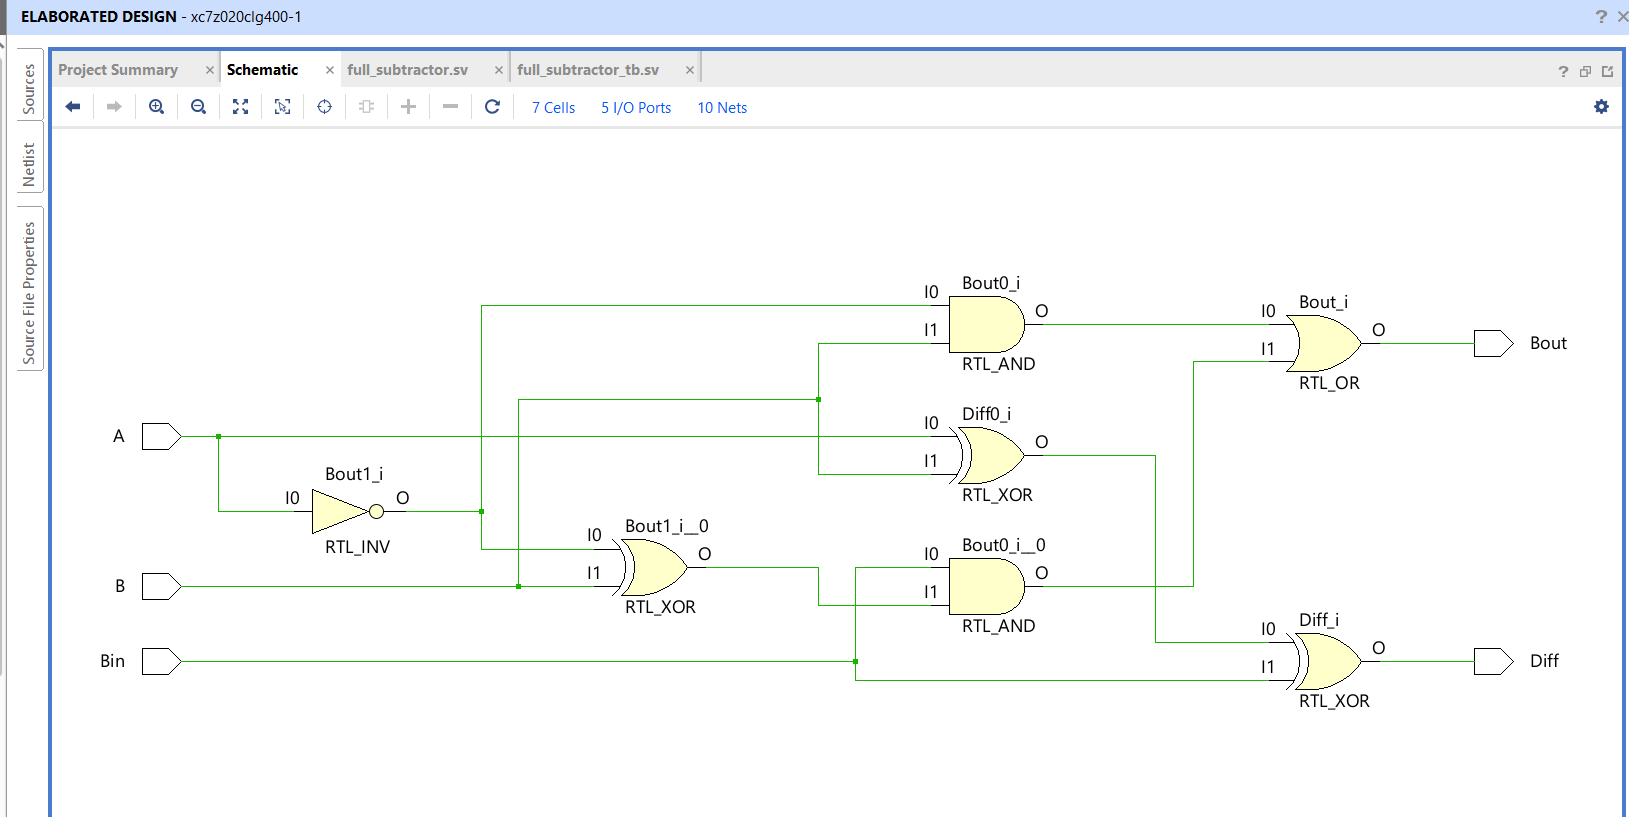 ELABORATED DESIGN - xc7z020clg400-1
Sources
Netlist
Source File Properties
Project Summary
Schematic
full_subtractor.sv
full_subtractor_tb.sv
7 Cells
5 I/O Ports
10 Nets
Bout0_i
I0
I1
O
RTL_AND
Bout_i
I0
I1
O
RTL_OR
Bout
A
Diff0_i
I0
I1
O
RTL_XOR
Bout1_i
I0
O
RTL_INV
Bout1_i__0
I0
I1
O
RTL_XOR
B
Bout0_i__0
I0
I1
O
RTL_AND
Bin
Diff_i
I0
I1
O
RTL_XOR
Diff